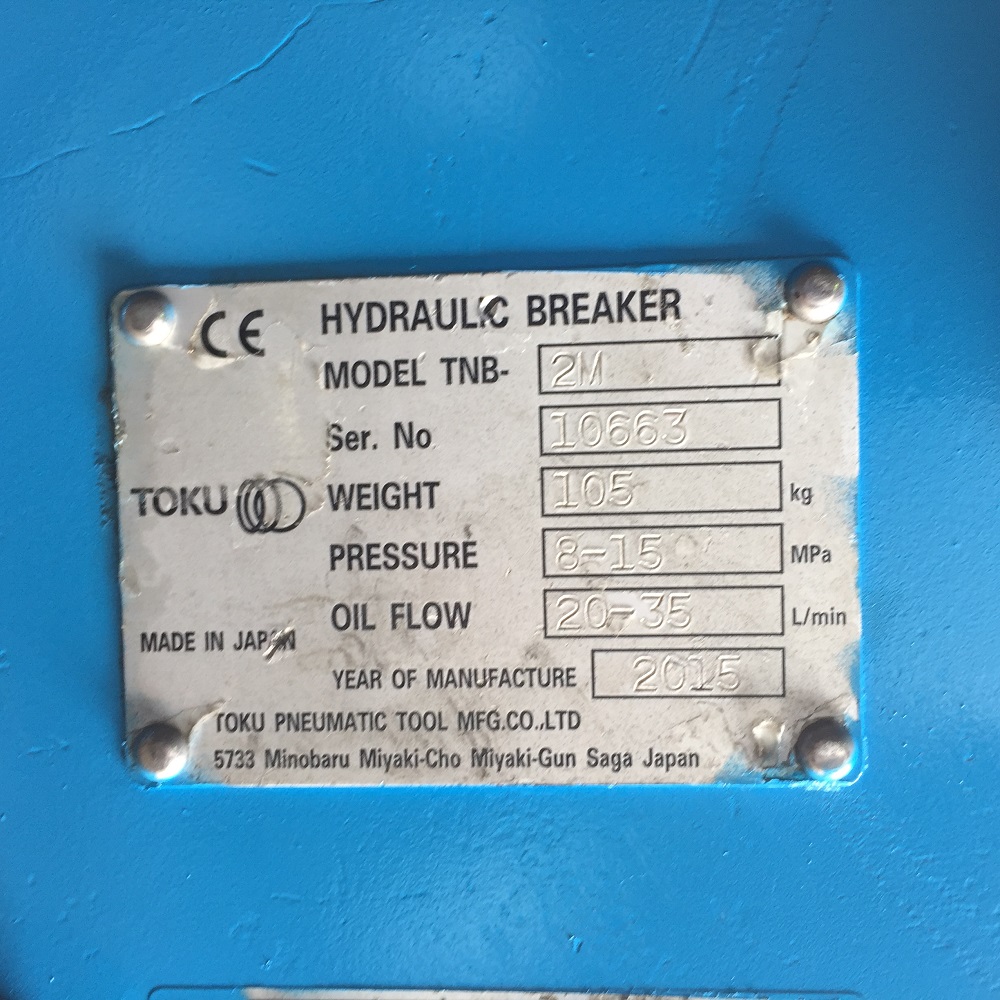 CE HYDRAULIC BREAKER
MODEL TNB- 2M
Ser. No 10663
TOKU WEIGHT 105 kg
PRESSURE 8-15 MPa
OIL FLOW 20-35 L/min
MADE IN JAPAN
YEAR OF MANUFACTURE 2015
TOKU PNEUMATIC TOOL MFG.CO.,LTD
5733 Minobaru Miyaki-Cho Miyaki-Gun Saga Japan